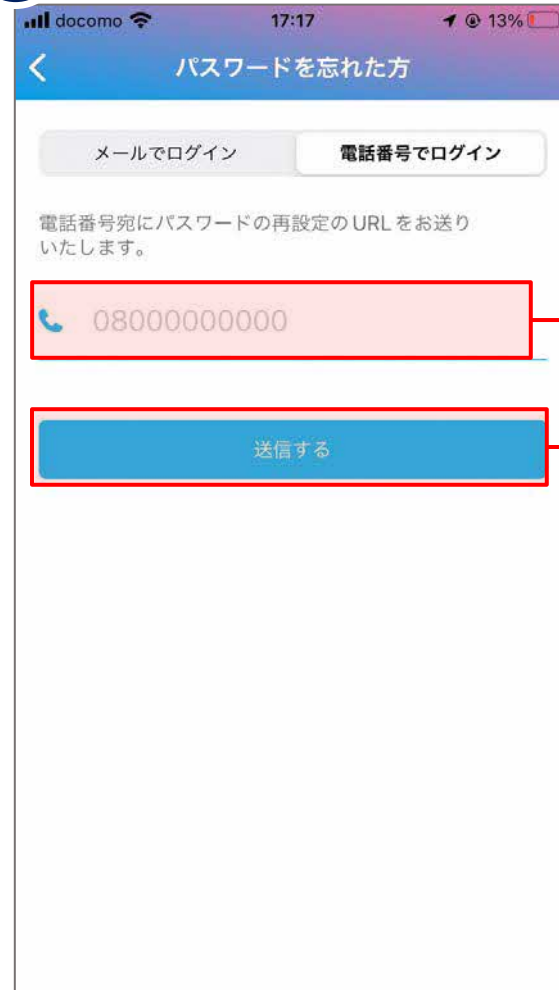 docomo 17:17 13%
パスワードを忘れた方
メールでログイン 電話番号でログイン
電話番号宛にパスワードの再設定のURLをお送り
いたします。
08000000000
送信する